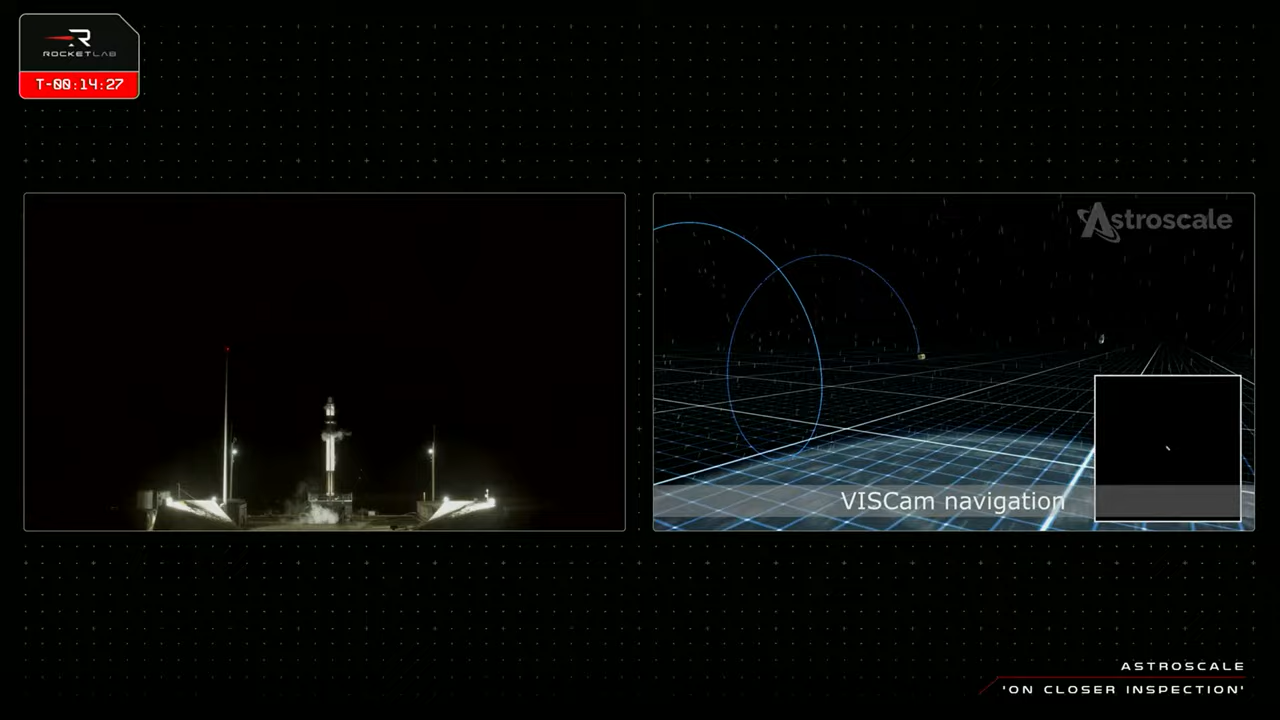 ROCKETLAB
T-00:14:27
Astroscale
VISCam navigation
ASTROSCALE
'ON CLOSER INSPECTION'